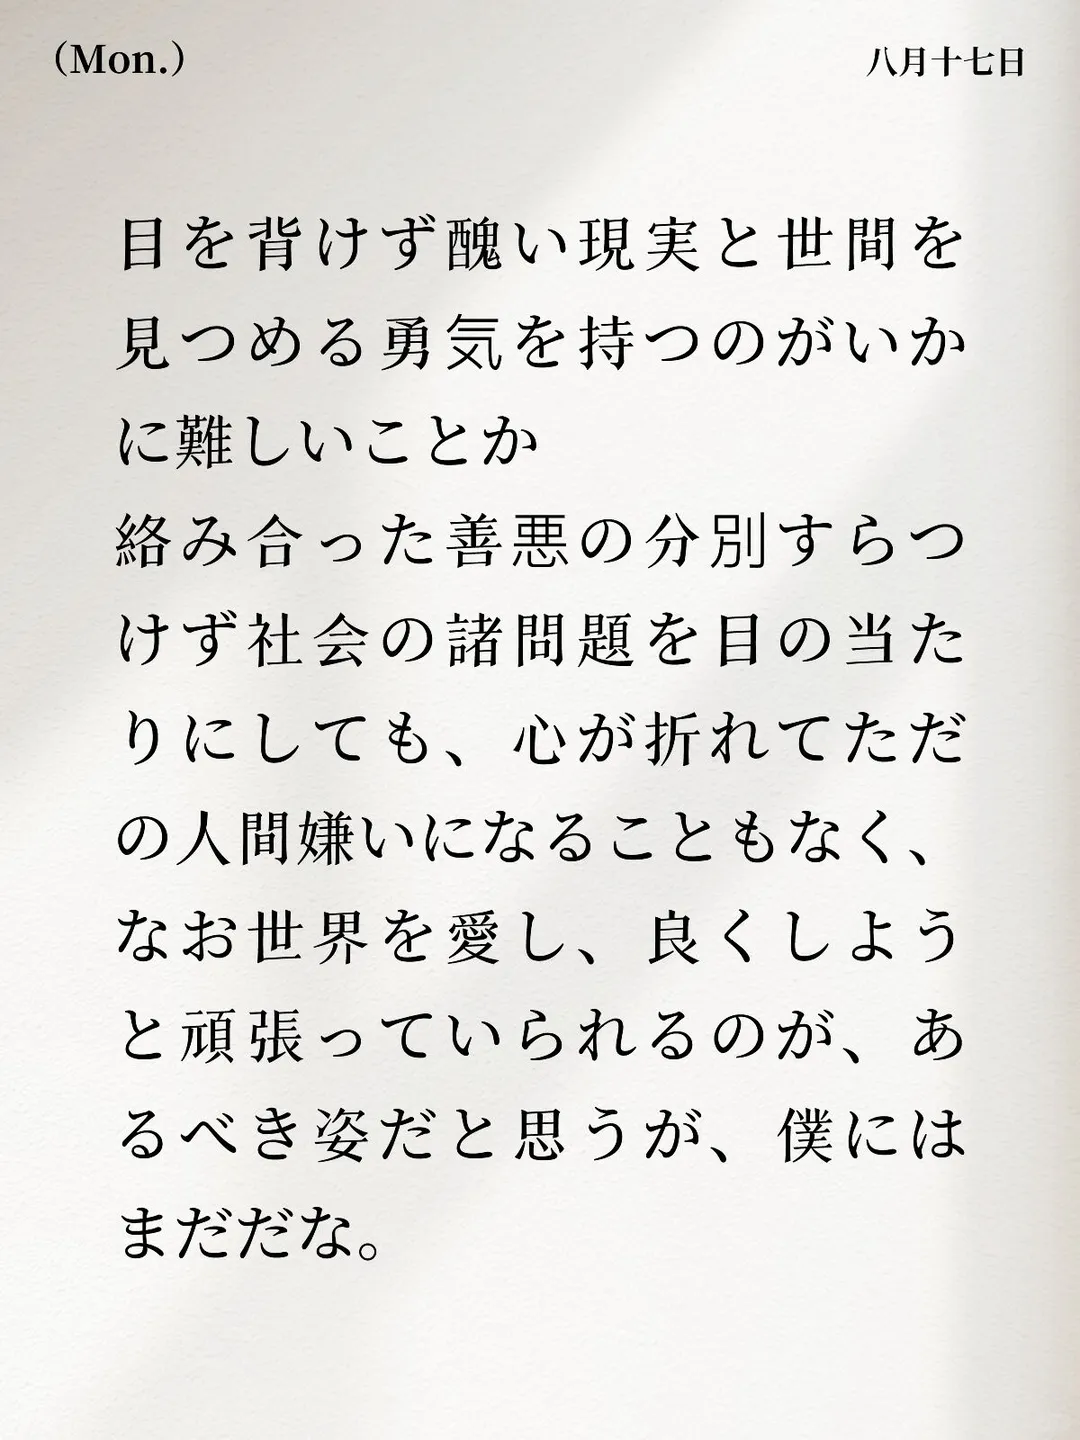 (Mon.)
八月十七日
目を背けず醜い現実と世間を
見つめる勇気を持つのがいか
に難しいことか
絡み合った善悪の分別すらつ
けず社会の諸問題を目の当た
りにしても、心が折れてただ
の人間嫌いになることもなく、
なお世界を愛し、良くしよう
と頑張っていられるのが、あ
るべき姿だと思うが、僕には
まだだな。